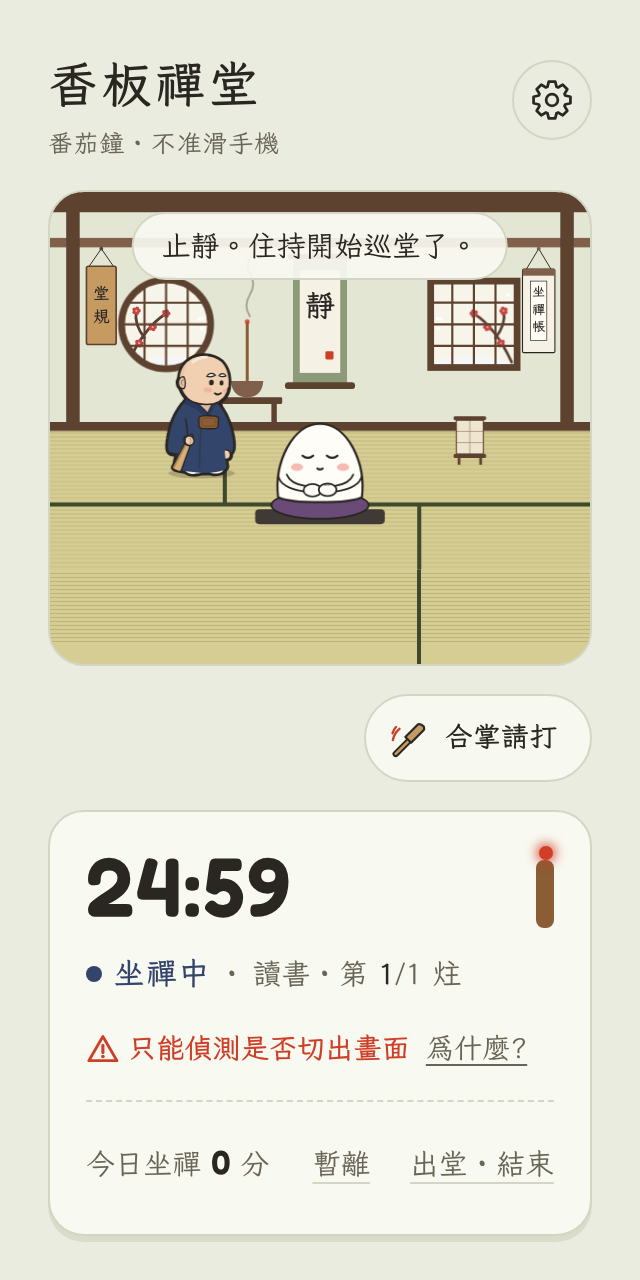 香板禪堂
番茄鐘・不准滑手機
止靜。住持開始巡堂了。
堂規
靜
坐禪帳
合掌請打
24:59
坐禪中・讀書・第 1/1 炷
只能偵測是否切出畫面 為什麼?
今日坐禪 0 分 暫離 出堂・結束